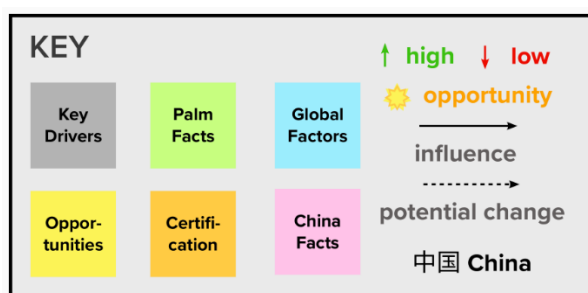 KEY
↑ high ↓ low
opportunity
influence
potential change
中国 China
Key
Drivers
Palm
Facts
Global
Factors
Oppor-
tunities
Certifi-
cation
China
Facts